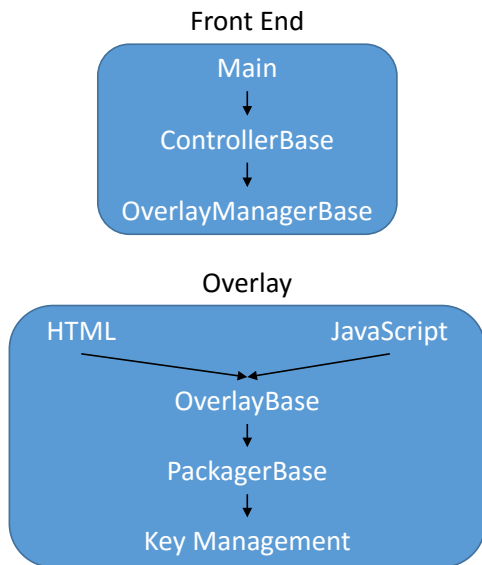 Front End
Main
ControllerBase
OverlayManagerBase
Overlay
HTML JavaScript
OverlayBase
PackagerBase
Key Management